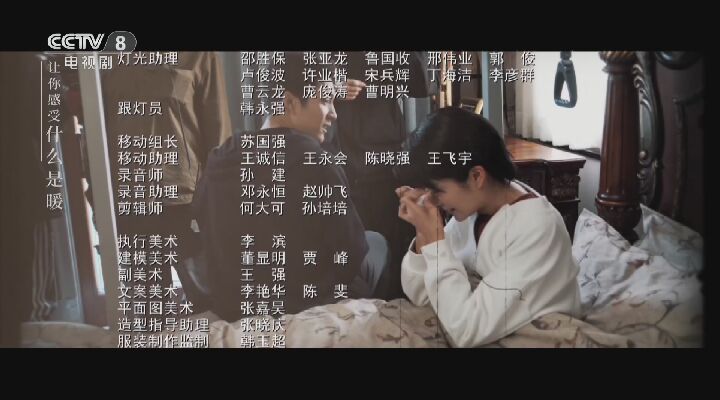 CCTV 8
电视剧
让你感受什么是暖
灯光助理 邵胜保 张亚龙 鲁国收 邢伟业 郭 俊
卢俊波 许业楷 宋兵辉 丁海洁 李彦群
曹云龙 庞俊涛 曹明兴
跟灯员 韩永强
移动组长 苏国强
移动助理 王诚信 王永会 陈晓强 王飞宇
录音师 孙 建
录音助理 邓永恒 赵帅飞
剪辑师 何大可 孙培培
执行美术 李 滨
建模美术 董显明 贾 峰
副美术 王 强
文案美术 李艳华 陈 斐
平面图美术 张嘉昊
造型指导助理 张晓庆
服装制作监制 韩玉超